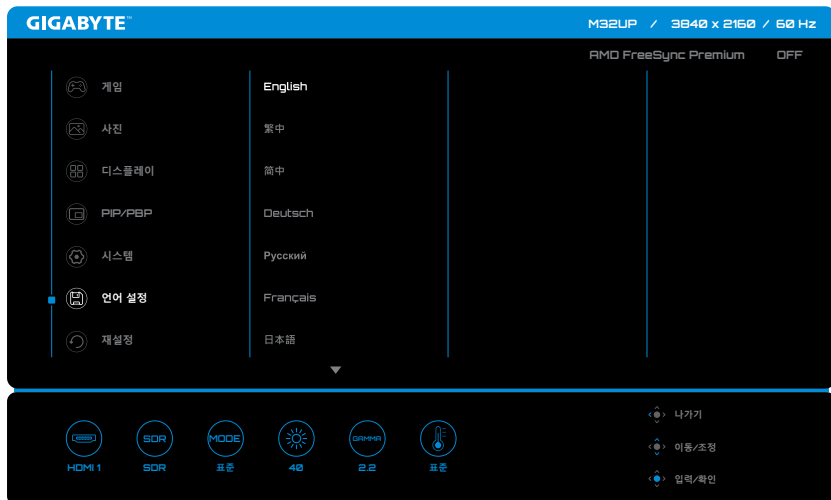 GIGABYTE™
M32UP / 3840 x 2160 / 60 Hz
AMD FreeSync Premium OFF
게임
English
사진
繁中
디스플레이
简中
PIP/PBP
Deutsch
시스템
Русский
언어 설정
Français
재설정
日本語
나가기
이동/조정
입력/확인
SDR
MODE
GAMMA
HDMI 1
SDR
표준
40
2.2
표준